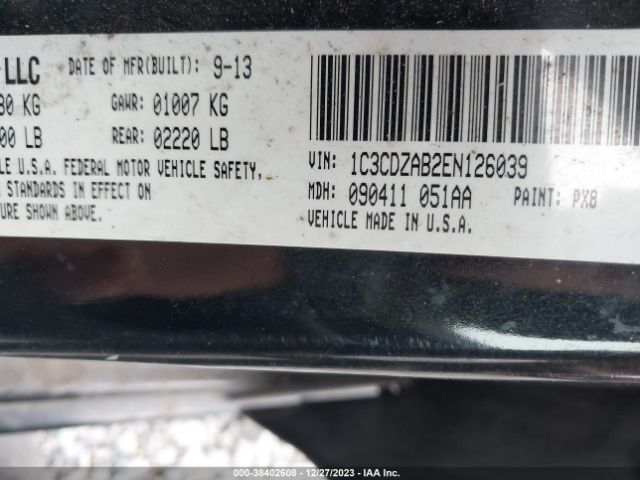 LLC DATE OF MFR(BUILT): 9-13
KG GAWR: 01007 KG
LB REAR: 02220 LB
U.S.A. FEDERAL MOTOR VEHICLE SAFETY,
STANDARDS IN EFFECT ON
SHOWN ABOVE.
VIN: 1C3CDZAB2EN126039
MDH: 090411 051AA PAINT: PX8
VEHICLE MADE IN U.S.A.
000-38402608 - 12/27/2023 - IAA Inc.